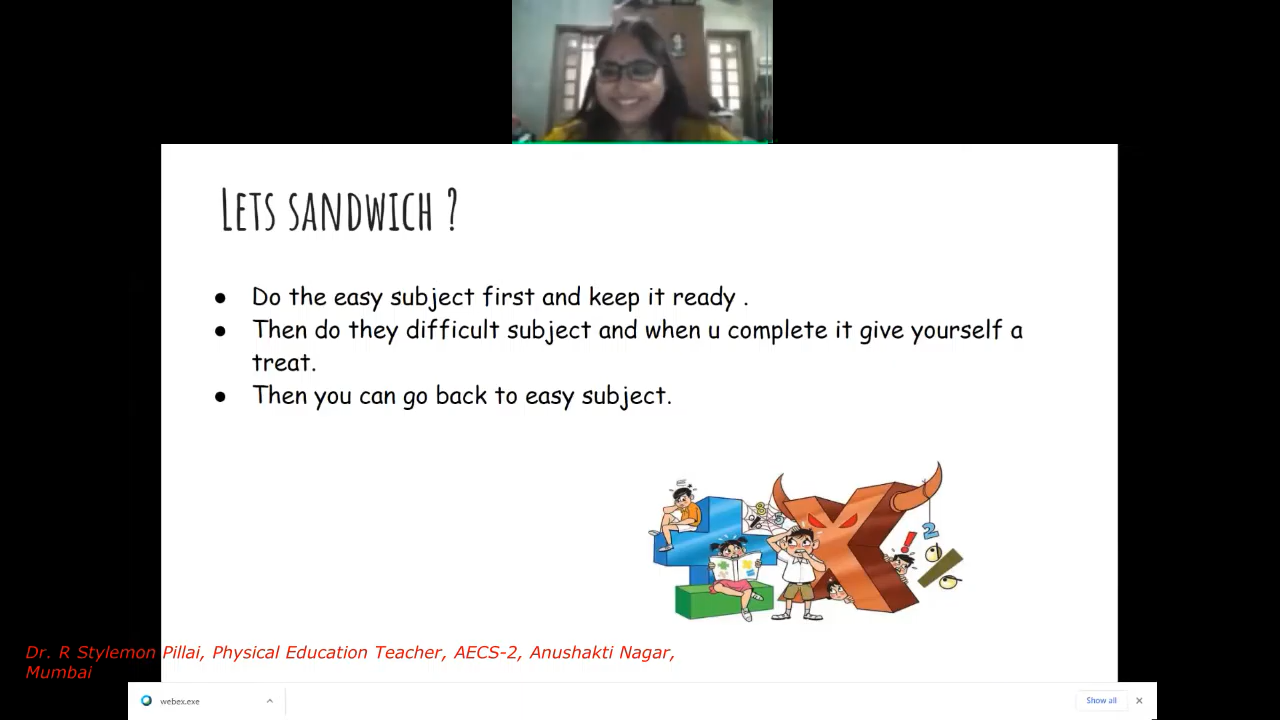 Lets sandwich ?
● Do the easy subject first and keep it ready .
● Then do they difficult subject and when u complete it give yourself a
treat.
● Then you can go back to easy subject.
2
Dr. R Stylemon Pillai, Physical Education Teacher, AECS-2, Anushakti Nagar,
Mumbai
webex.exe
Show all